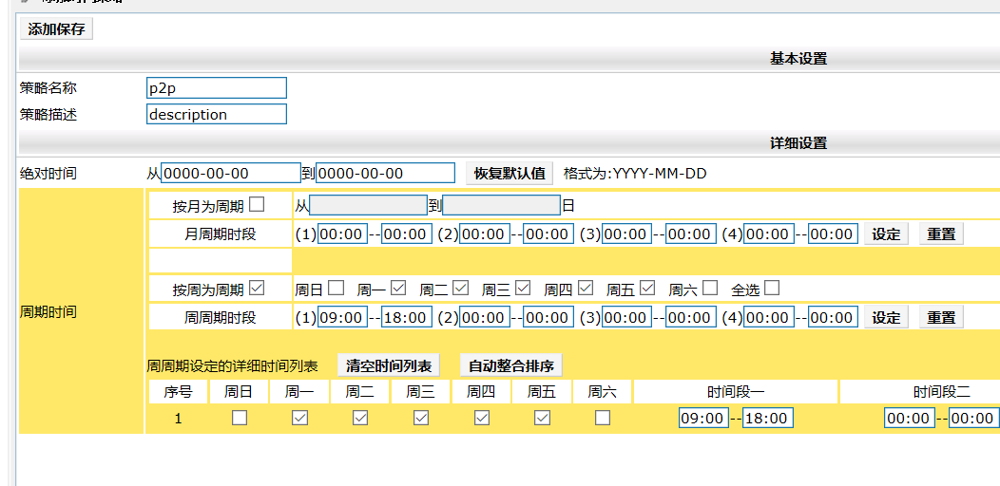 添加保存
基本设置
策略名称 p2p
策略描述 description
详细设置
绝对时间 从 0000-00-00 到 0000-00-00 恢复默认值 格式为:YYYY-MM-DD
按月为周期 从 到 日
月周期时段 (1) 00:00--00:00 (2) 00:00--00:00 (3) 00:00--00:00 (4) 00:00--00:00 设定 重置
按周为周期 周日 周一 周二 周三 周四 周五 周六 全选
周期时间
周周期时段 (1) 09:00--18:00 (2) 00:00--00:00 (3) 00:00--00:00 (4) 00:00--00:00 设定 重置
周周期设定的详细时间列表 清空时间列表 自动整合排序
序号 周日 周一 周二 周三 周四 周五 周六 时间段一 时间段二
1 09:00--18:00 00:00--00:00